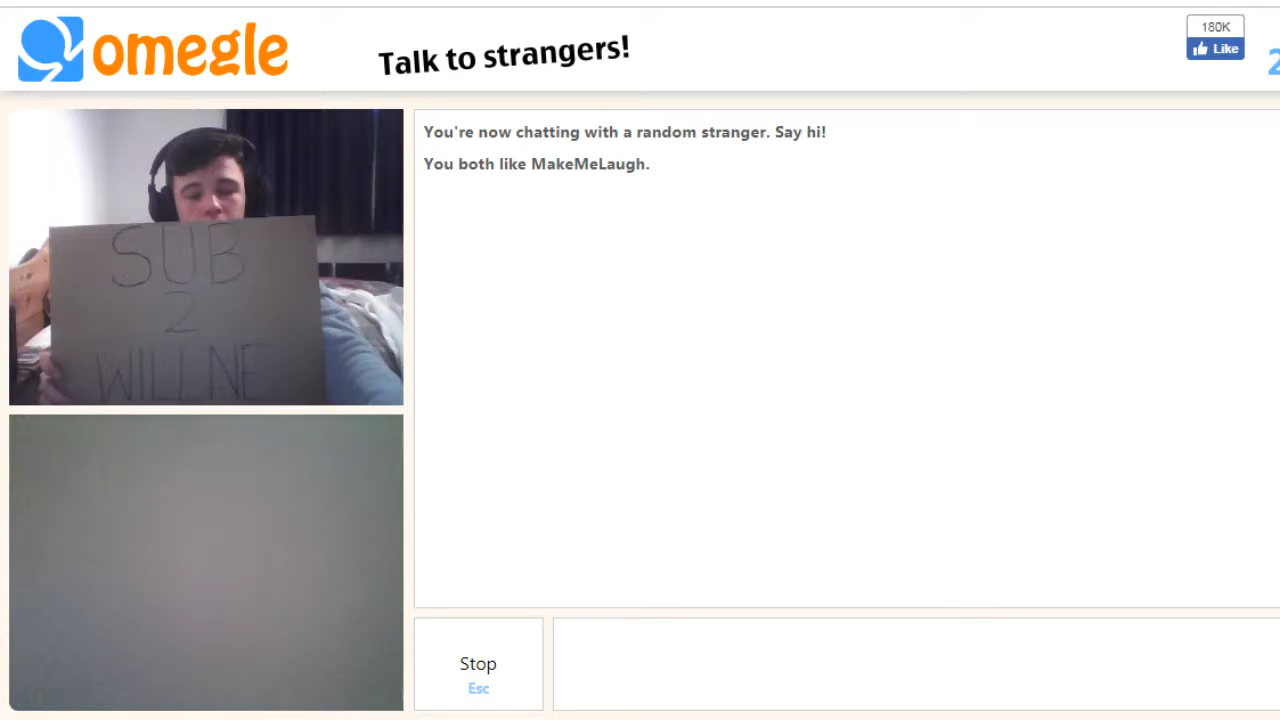 omegle
Talk to strangers!
180K
Like
2
You're now chatting with a random stranger. Say hi!
You both like MakeMeLaugh.
SUB
2
WILLNE
Stop
Esc